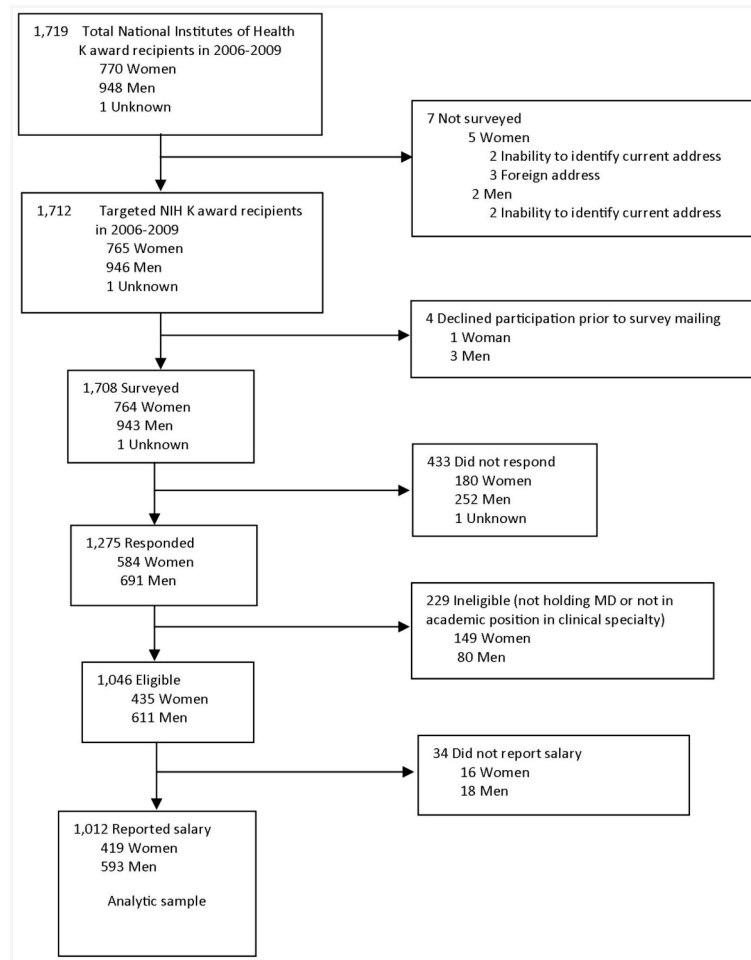 1,719 Total National Institutes of Health
K award recipients in 2006-2009
770 Women
948 Men
1 Unknown
7 Not surveyed
5 Women
2 Inability to identify current address
3 Foreign address
2 Men
2 Inability to identify current address
1,712 Targeted NIH K award recipients
in 2006-2009
765 Women
946 Men
1 Unknown
4 Declined participation prior to survey mailing
1 Woman
3 Men
1,708 Surveyed
764 Women
943 Men
1 Unknown
433 Did not respond
180 Women
252 Men
1 Unknown
1,275 Responded
584 Women
691 Men
229 Ineligible (not holding MD or not in
academic position in clinical specialty)
149 Women
80 Men
1,046 Eligible
435 Women
611 Men
34 Did not report salary
16 Women
18 Men
1,012 Reported salary
419 Women
593 Men
Analytic sample